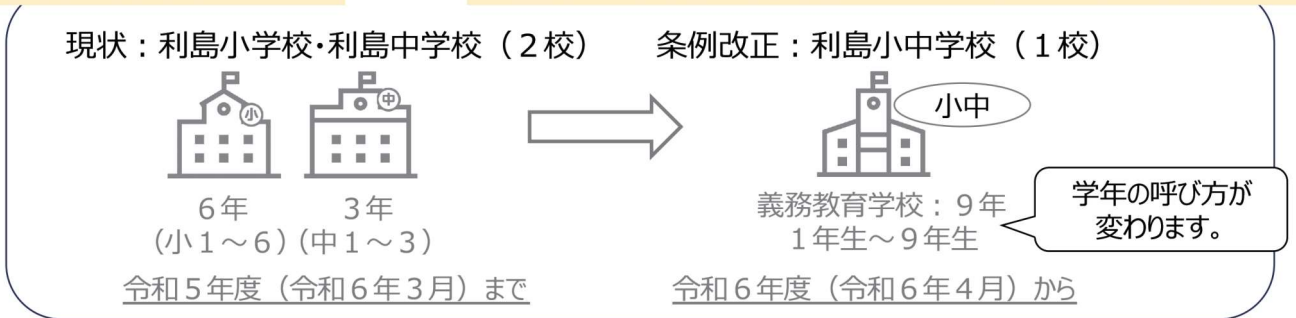 現状：利島小学校・利島中学校（２校）
小
中
６年
（小１～６）
３年
（中１～３）
令和５年度（令和６年３月）まで
条例改正：利島小中学校（１校）
小中
義務教育学校：９年
１年生～９年生
学年の呼び方が
変わります。
令和６年度（令和６年４月）から